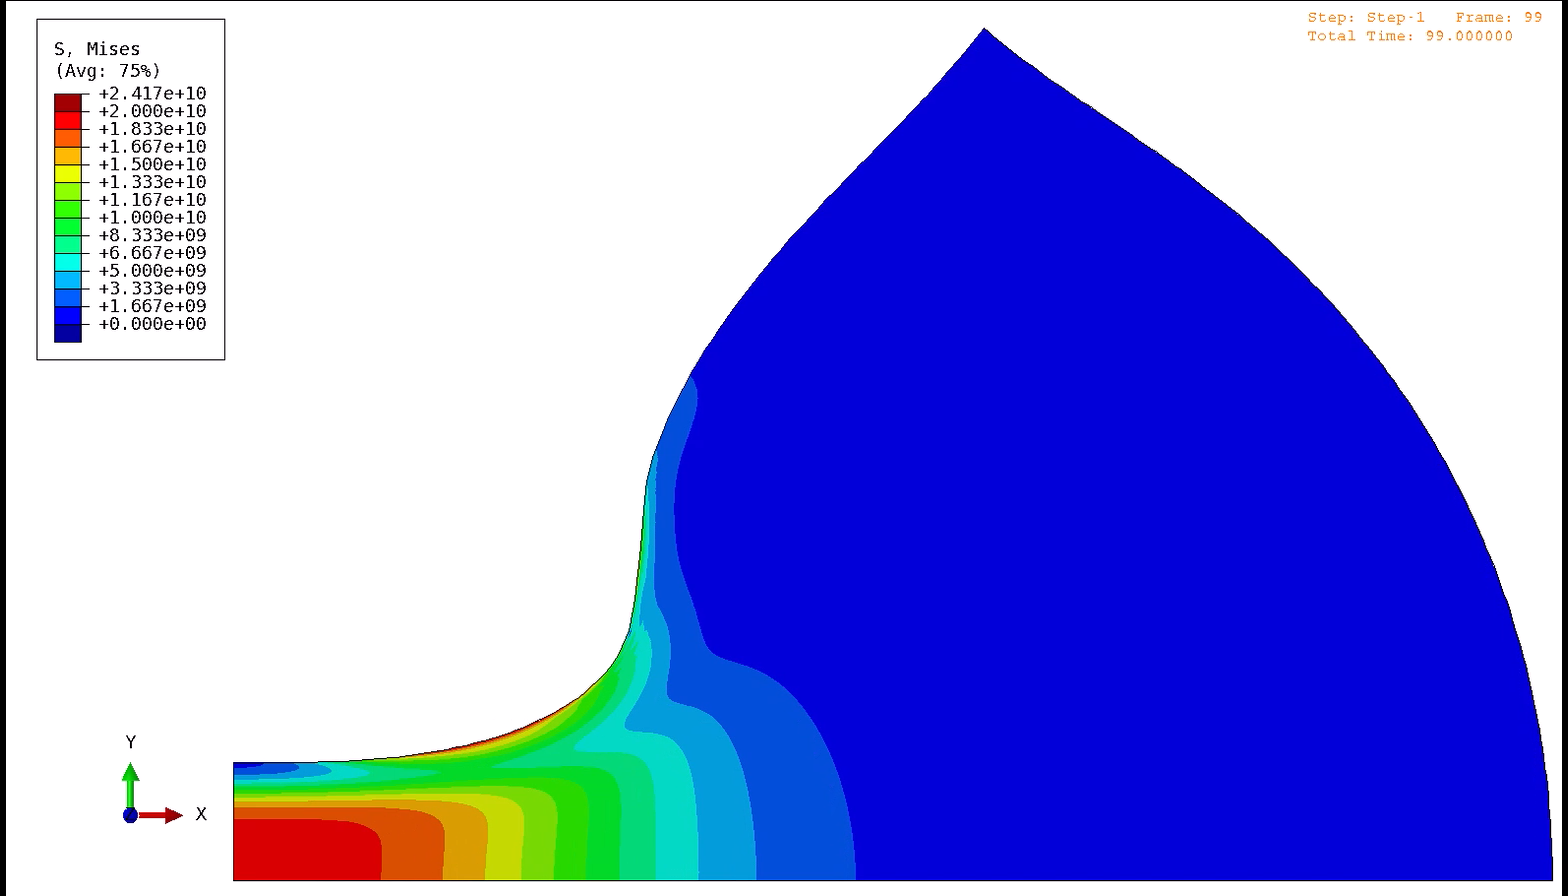 S, Mises
(Avg: 75%)
+2.417e+10
+2.000e+10
+1.833e+10
+1.667e+10
+1.500e+10
+1.333e+10
+1.167e+10
+1.000e+10
+8.333e+09
+6.667e+09
+5.000e+09
+3.333e+09
+1.667e+09
+0.000e+00
Step: Step-1 Frame: 99
Total Time: 99.000000
Y
Z X